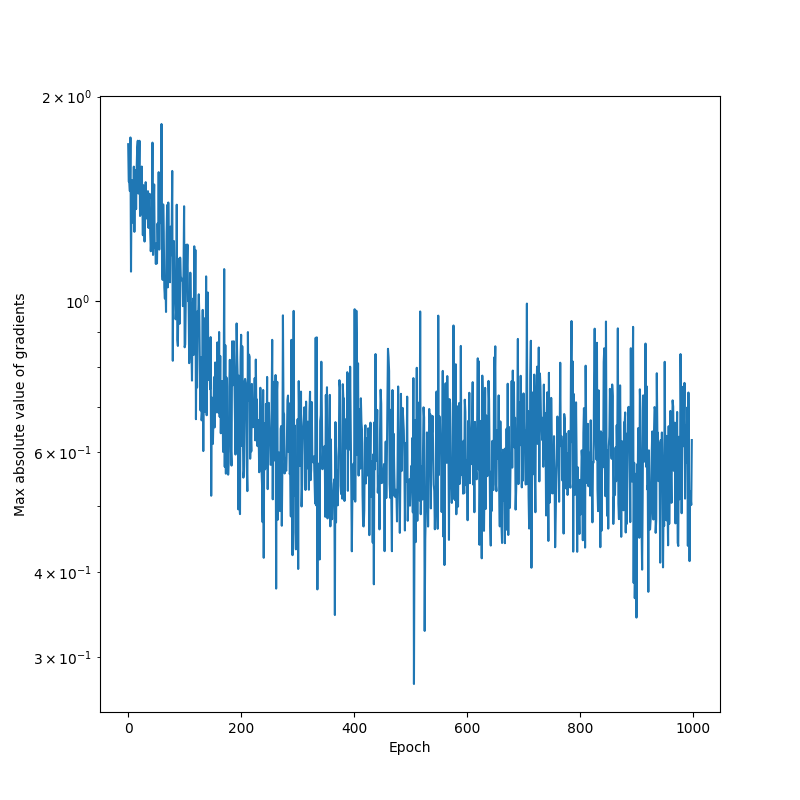 Max absolute value of gradients
2 × 10⁰
10⁰
6 × 10⁻¹
4 × 10⁻¹
3 × 10⁻¹
0 200 400 600 800 1000
Epoch